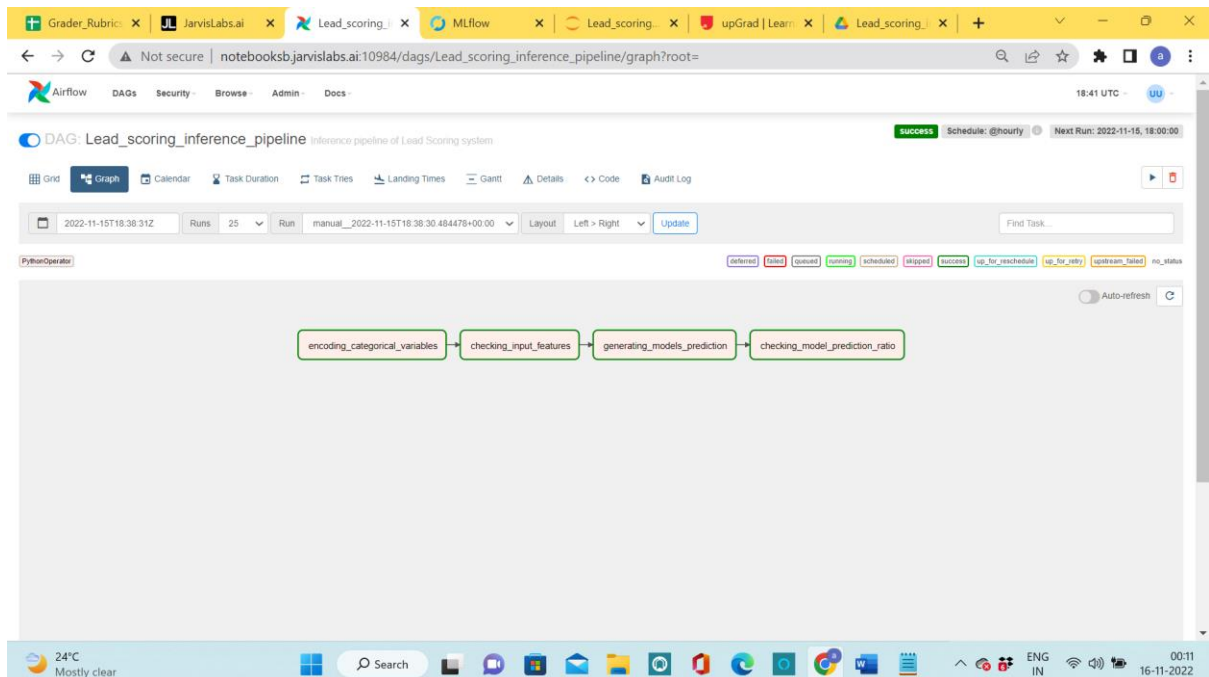 Grader_Rubric JarvisLabs.ai Lead_scoring_i MLflow Lead_scoring_ upGrad | Learn Lead_scoring_i
Not secure | notebooksb.jarvislabs.ai:10984/dags/Lead_scoring_inference_pipeline/graph?root= a
Airflow DAGs Security Browse Admin Docs 18:41 UTC UU
DAG: Lead_scoring_inference_pipeline Inference pipeline of Lead Scoring system success Schedule: @hourly Next Run: 2022-11-15, 18:00:00
Grid Graph Calendar Task Duration Task Tries Landing Times Gantt Details <> Code Audit Log
2022-11-15T18:38:31Z Runs 25 Run manual__2022-11-15T18:38:30.484478+00:00 Layout Left > Right Update Find Task...
PythonOperator deferred failed queued running scheduled skipped success up_for_reschedule up_for_retry upstream_failed no_status
Auto-refresh
encoding_categorical_variables checking_input_features generating_models_prediction checking_model_prediction_ratio
24°C
Mostly clear
Search
ENG
IN
00:11
16-11-2022